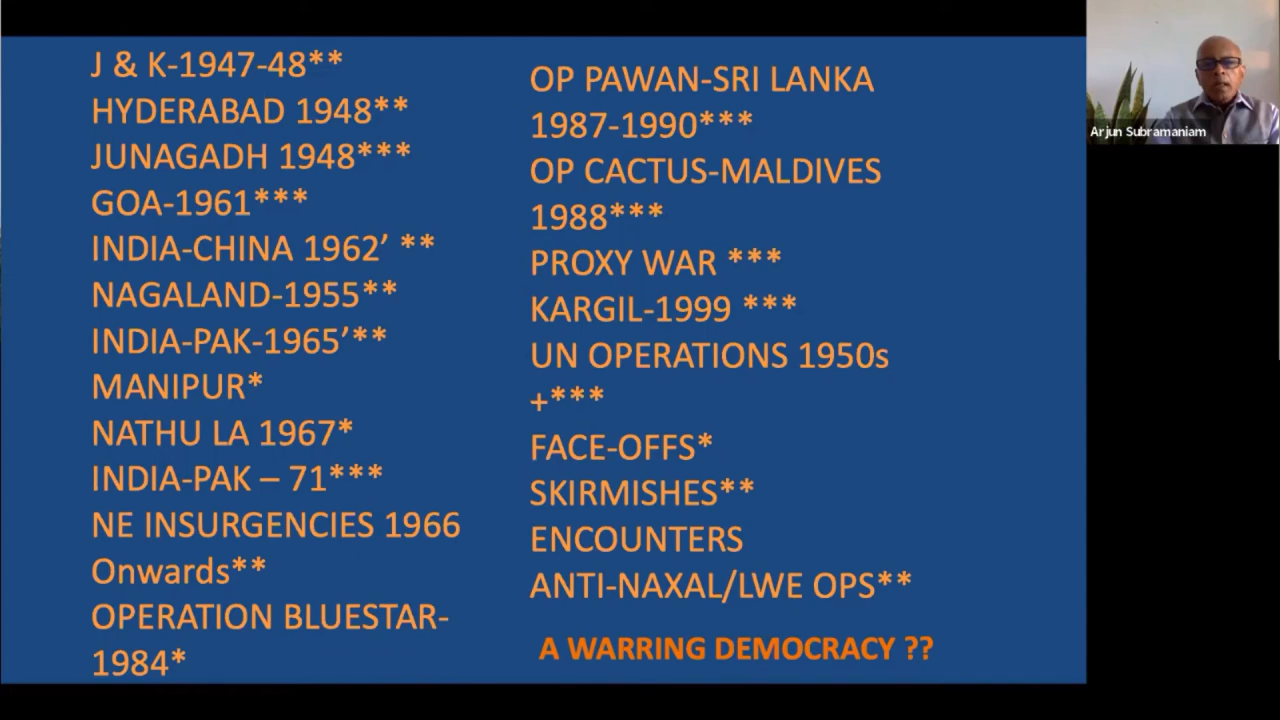 J & K-1947-48**
HYDERABAD 1948**
JUNAGADH 1948***
GOA-1961***
INDIA-CHINA 1962’ **
NAGALAND-1955**
INDIA-PAK-1965’**
MANIPUR*
NATHU LA 1967*
INDIA-PAK – 71***
NE INSURGENCIES 1966
Onwards**
OPERATION BLUESTAR-
1984*
OP PAWAN-SRI LANKA
1987-1990***
OP CACTUS-MALDIVES
1988***
PROXY WAR ***
KARGIL-1999 ***
UN OPERATIONS 1950s
+***
FACE-OFFS*
SKIRMISHES**
ENCOUNTERS
ANTI-NAXAL/LWE OPS**
A WARRING DEMOCRACY ??
Arjun Subramaniam